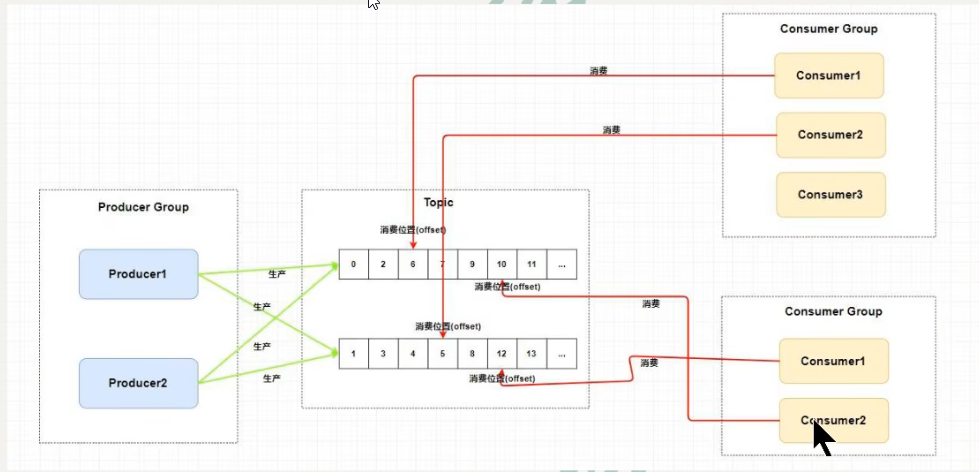 Consumer Group
消费
Consumer1
消费
Consumer2
Consumer3
Producer Group
Topic
消费位置(offset)
Producer1
生产
0 2 6 7 9 10 11 ...
消费位置(offset)
生产
消费
Consumer Group
消费位置(offset)
生产
1 3 4 5 8 12 13 ...
消费
Consumer1
Producer2
生产
消费位置(offset)
Consumer2